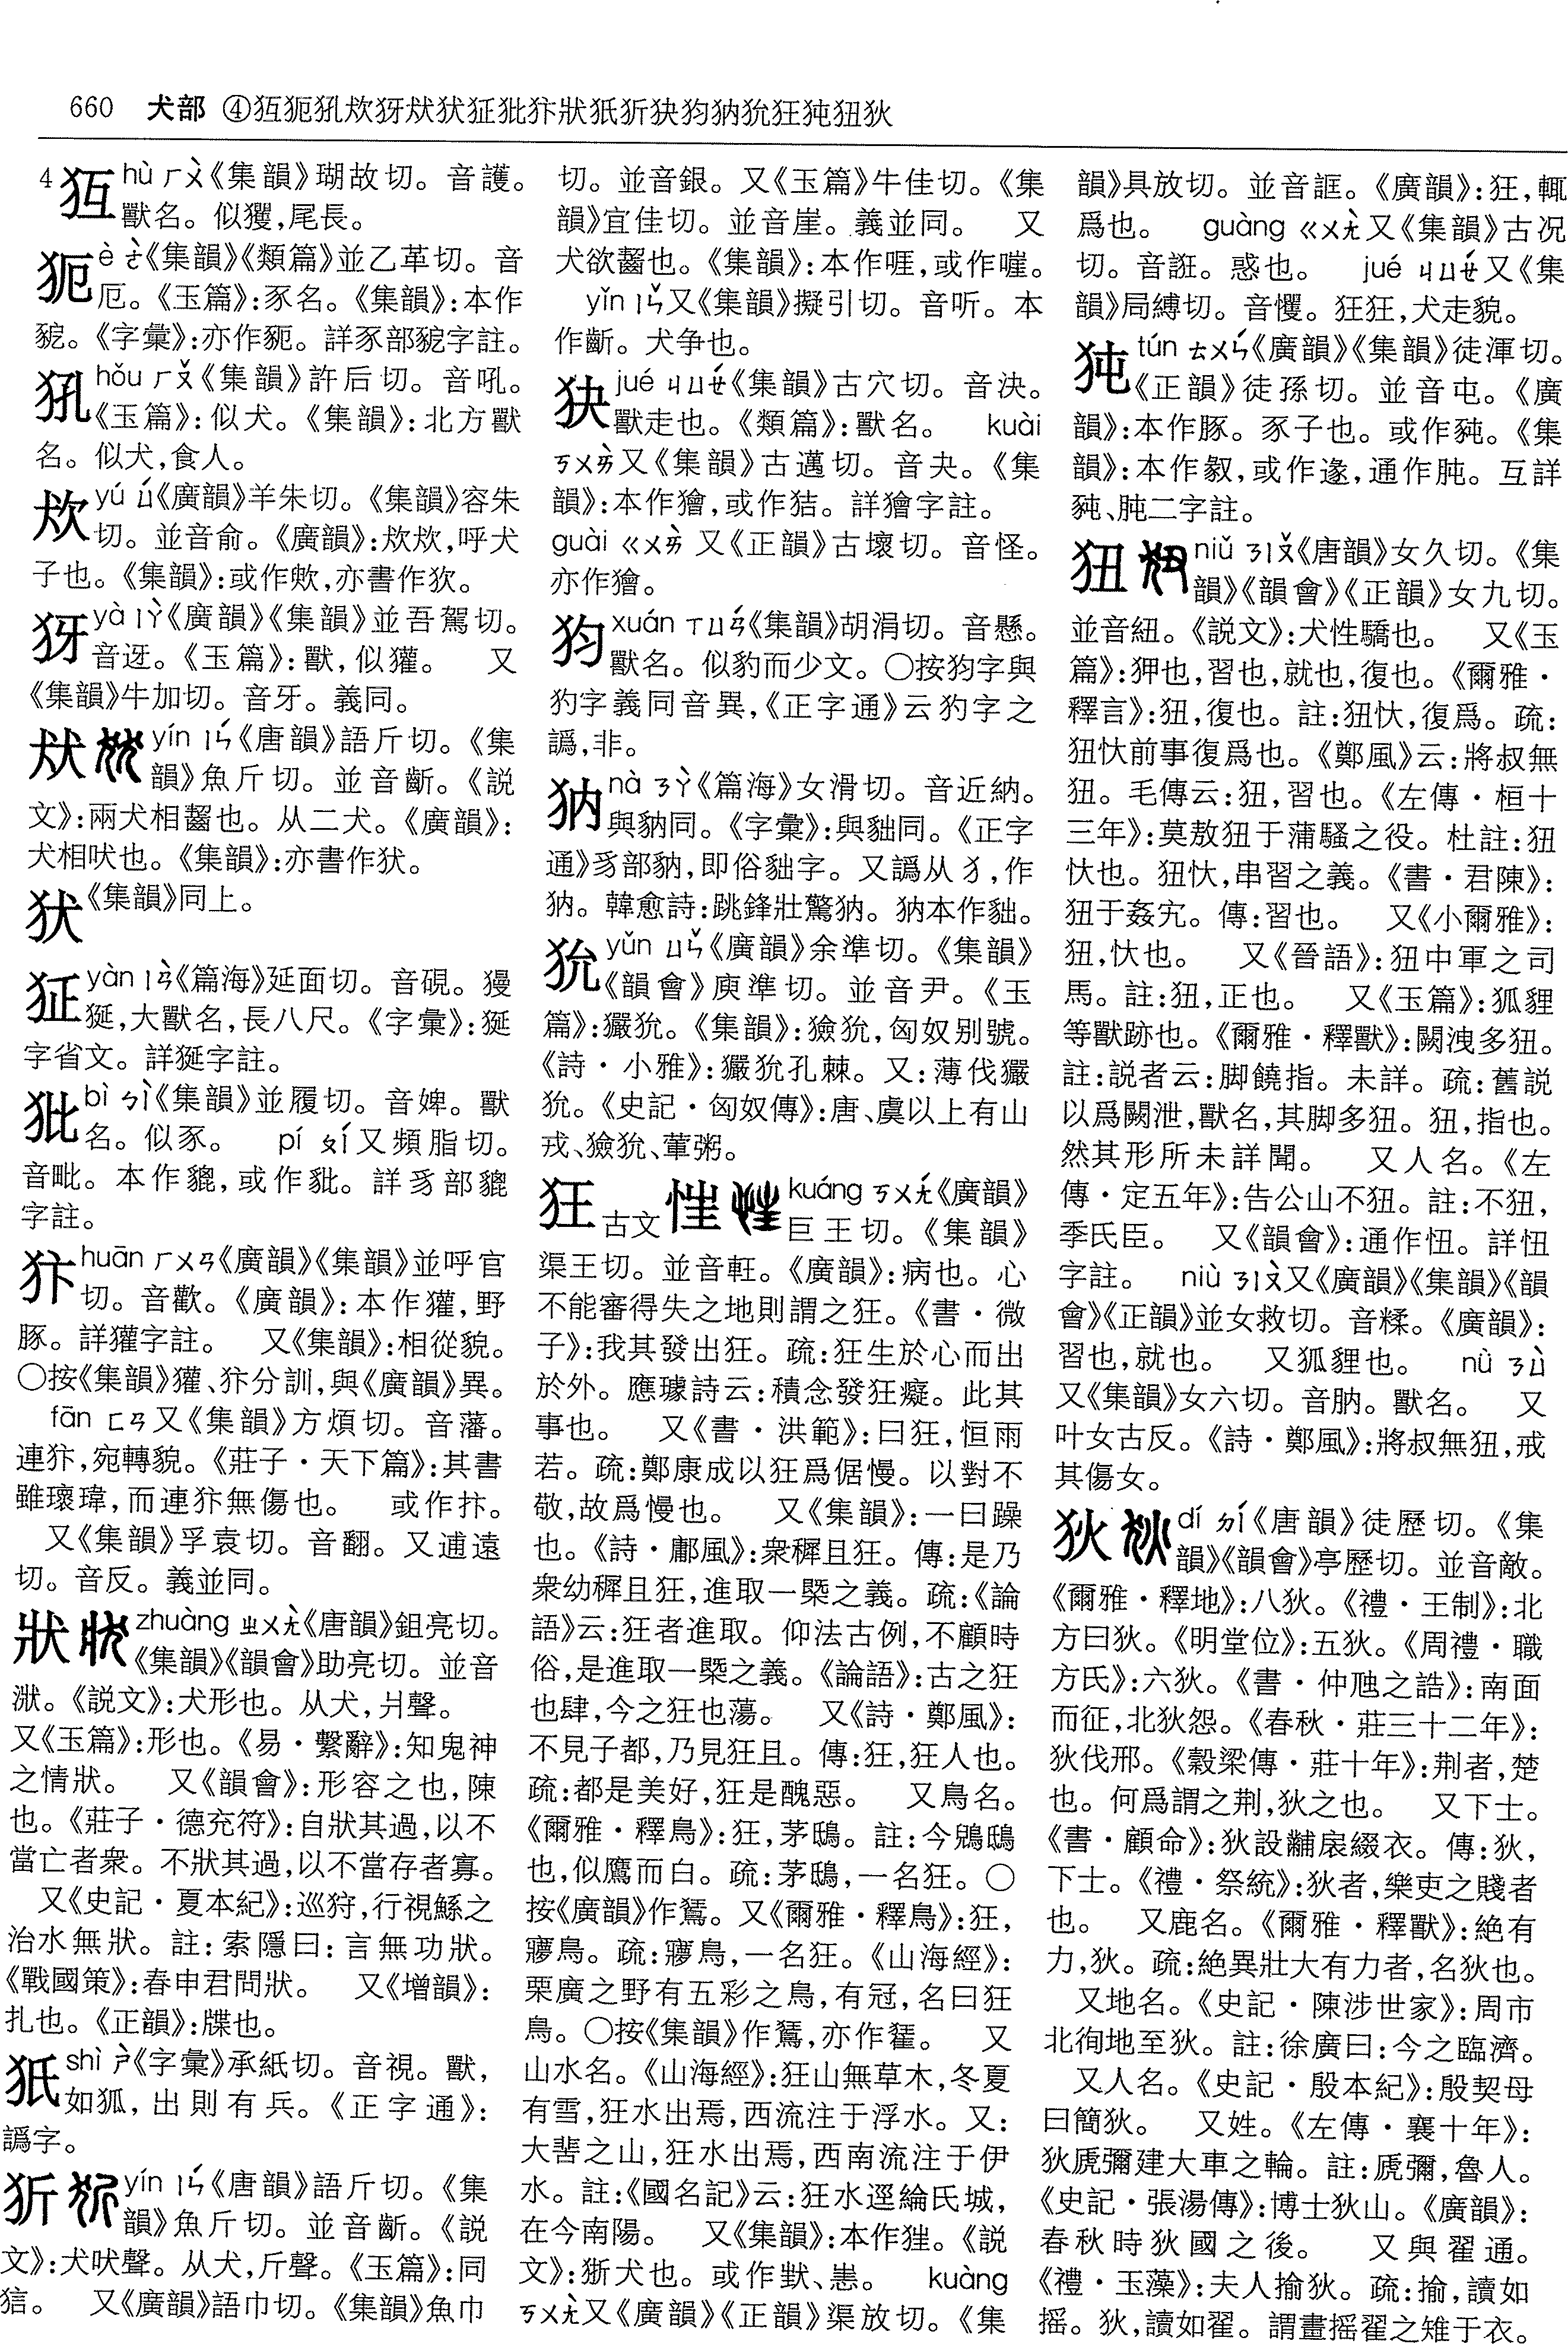 660 犬部 ④𤜵𤜼犼㹤犽㹜犾狅㹠犿狀狋狋狋
4 hù ㄏㄨˋ《集韻》瑚故切。音護。
獸名。似玃,尾長。
è ㄜˋ《集韻》《類篇》並乙革切。音
厄。《玉篇》:豕名。《集韻》:本作
豟。《字彙》:亦作豝。詳豕部豟字註。
犼 hǒu ㄏㄡˇ《集韻》許后切。音吼。
《玉篇》:似犬。《集韻》:北方獸
名。似犬,食人。
yú ㄩˊ《廣韻》羊朱切。《集韻》容朱
切。並音俞。《廣韻》:呼犬
子也。《集韻》:或作,亦書作。
犽 yà ㄧㄚˋ《廣韻》《集韻》並吾駕切。
音迓。《玉篇》:獸,似獾。 又
《集韻》牛加切。音牙。義同。
㹜 yín ㄧㄣˊ《唐韻》語斤切。《集
韻》魚斤切。並音齗。《説
文》:兩犬相齧也。从二犬。《廣韻》:
犬相吠也。《集韻》:亦書作犾。
犾《集韻》同上。
yàn ㄧㄢˋ《篇海》延面切。音硯。獌
狿,大獸名,長八尺。《字彙》:狿
字省文。詳狿字註。
bì ㄅㄧˋ《集韻》並履切。音婢。獸
名。似豕。 pí ㄆㄧˊ又頻脂切。
音毗。本作貔,或作豼。詳豸部貔
字註。
犿 huān ㄏㄨㄢ《廣韻》《集韻》並呼官
切。音歡。《廣韻》:本作獾,野
豚。詳獾字註。 又《集韻》:相從貌。
○按《集韻》獾、犿分訓,與《廣韻》異。
fān ㄈㄢ又《集韻》方煩切。音藩。
連犿,宛轉貌。《莊子·天下篇》:其書
雖瓌瑋,而連犿無傷也。 或作抃。
又《集韻》孚袁切。音翻。又逋遠
切。音反。義並同。
狀 zhuàng ㄓㄨㄤˋ《唐韻》鉏亮切。
《集韻》《韻會》助亮切。並音
漺。《説文》:犬形也。从犬,爿聲。
又《玉篇》:形也。《易·繫辭》:知鬼神
之情狀。 又《韻會》:形容之也,陳
也。《莊子·德充符》:自狀其過,以不
當亡者衆。不狀其過,以不當存者寡。
又《史記·夏本紀》:巡狩,行視鯀之
治水無狀。註:索隱曰:言無功狀。
《戰國策》:春申君問狀。 又《增韻》:
扎也。《正韻》:牒也。
狋 shì ㄕˋ《字彙》承紙切。音視。獸,
如狐,出則有兵。《正字通》:
譌字。
㹞 yín ㄧㄣˊ《唐韻》語斤切。《集
韻》魚斤切。並音齗。《説
文》:犬吠聲。从犬,斤聲。《玉篇》:同
狺。 又《廣韻》語巾切。《集韻》魚巾
切。並音銀。又《玉篇》牛佳切。《集
韻》宜佳切。並音崖。義並同。 又
犬欲齧也。《集韻》:本作啀,或作嘊。
yǐn ㄧㄣˇ又《集韻》擬引切。音听。本
作齗。犬争也。
jué ㄐㄩㄝˊ《集韻》古穴切。音決。
獸走也。《類篇》:獸名。 kuài
ㄎㄨㄞˋ又《集韻》古邁切。音夬。《集
韻》:本作獪,或作狤。詳獪字註。
guài ㄍㄨㄞˋ 又《正韻》古壞切。音怪。
亦作獪。
xuán ㄒㄩㄢˊ《集韻》胡涓切。音懸。
獸名。似豹而少文。○按字與
犳字義同音異,《正字通》云犳字之
譌,非。
㹡 nà ㄋㄚˋ《篇海》女滑切。音近納。
與豽同。《字彙》:與貀同。《正字
通》豸部豽,即俗貀字。又譌从犭,作
㹡。韓愈詩:跳鋒壯驚㹡。㹡本作貀。
狁 yǔn ㄩㄣˇ《廣韻》余準切。《集韻》
《韻會》庾準切。並音尹。《玉
篇》:玁狁。《集韻》:獫狁,匈奴别號。
《詩·小雅》:玁狁孔棘。又:薄伐玁
狁。《史記·匈奴傳》:唐、虞以上有山
戎、獫狁、葷粥。
狂 古文 㤮 kuáng ㄎㄨㄤˊ《廣韻》
巨王切。《集韻》
渠王切。並音軖。《廣韻》:病也。心
不能審得失之地則謂之狂。《書·微
子》:我其發出狂。疏:狂生於心而出
於外。應璩詩云:積念發狂癡。此其
事也。 又《書·洪範》:曰狂,恒雨
若。疏:鄭康成以狂爲倨慢。以對不
敬,故爲慢也。 又《集韻》:一曰躁
也。《詩·鄘風》:衆穉且狂。傳:是乃
衆幼穉且狂,進取一槩之義。疏:《論
語》云:狂者進取。仰法古例,不顧時
俗,是進取一槩之義。《論語》:古之狂
也肆,今之狂也蕩。 又《詩·鄭風》:
不見子都,乃見狂且。傳:狂,狂人也。
疏:都是美好,狂是醜惡。 又鳥名。
《爾雅·釋鳥》:狂,茅鴟。註:今鵵鴟
也,似鷹而白。疏:茅鴟,一名狂。○
按《廣韻》作鵟。又《爾雅·釋鳥》:狂,
㝱鳥。疏:㝱鳥,一名狂。《山海經》:
栗廣之野有五彩之鳥,有冠,名曰狂
鳥。○按《集韻》作鵟,亦作䳃。 又
山水名。《山海經》:狂山無草木,冬夏
有雪,狂水出焉,西流注于浮水。又:
大𦮺之山,狂水出焉,西南流注于伊
水。註:《國名記》云:狂水逕綸氏城,
在今南陽。 又《集韻》:本作㹵。《説
文》:狾犬也。或作、。 kuàng
ㄎㄨㄤˋ又《廣韻》《正韻》渠放切。《集
韻》具放切。並音誆。《廣韻》:狂,輒
爲也。 guàng ㄍㄨㄤˋ又《集韻》古况
切。音誑。惑也。 jué ㄐㄩㄝˊ又《集
韻》局縛切。音戄。狂狂,犬走貌。
㹠 tún ㄊㄨㄣˊ《廣韻》《集韻》徒渾切。
《正韻》徒孫切。並音屯。《廣
韻》:本作豚。豕子也。或作㹠。《集
韻》:本作㲋,或作遂,通作肫。互詳
豘、肫二字註。
狃 niǔ ㄋㄧㄡˇ《唐韻》女久切。《集
韻》《韻會》《正韻》女九切。
並音紐。《説文》:犬性驕也。 又《玉
篇》:狎也,習也,就也,復也。《爾雅·
釋言》:狃,復也。註:狃忕,復爲。疏:
狃忕前事復爲也。《鄭風》云:將叔無
狃。毛傳云:狃,習也。《左傳·桓十
三年》:莫敖狃于蒲騷之役。杜註:狃
忕也。狃忕,串習之義。《書·君陳》:
狃于姦宄。傳:習也。 又《小爾雅》:
狃,忕也。 又《晉語》:狃中軍之司
馬。註:狃,正也。 又《玉篇》:狐貍
等獸跡也。《爾雅·釋獸》:闕洩多狃。
註:説者云:脚饒指。未詳。疏:舊説
以爲闕泄,獸名,其脚多狃。狃,指也。
然其形所未詳聞。 又人名。《左
傳·定五年》:告公山不狃。註:不狃,
季氏臣。 又《韻會》:通作忸。詳忸
字註。 niù ㄋㄧㄡˋ又《廣韻》《集韻》《韻
會》《正韻》並女救切。音糅。《廣韻》:
習也,就也。 又狐貍也。 nǜ ㄋㄩˋ
又《集韻》女六切。音朒。獸名。 又
叶女古反。《詩·鄭風》:將叔無狃,戒
其傷女。
狄 dí ㄉㄧˊ《唐韻》徒歷切。《集
韻》《韻會》亭歷切。並音敵。
《爾雅·釋地》:八狄。《禮·王制》:北
方曰狄。《明堂位》:五狄。《周禮·職
方氏》:六狄。《書·仲虺之誥》:南面
而征,北狄怨。《春秋·莊三十二年》:
狄伐邢。《穀梁傳·莊十年》:荆者,楚
也。何爲謂之荆,狄之也。 又下士。
《書·顧命》:狄設黼扆綴衣。傳:狄,
下士。《禮·祭統》:狄者,樂吏之賤者
也。 又鹿名。《爾雅·釋獸》:絶有
力,狄。疏:絶異壯大有力者,名狄也。
又地名。《史記·陳涉世家》:周市
北徇地至狄。註:徐廣曰:今之臨濟。
又人名。《史記·殷本紀》:殷契母
曰簡狄。 又姓。《左傳·襄十年》:
狄虒彌建大車之輪。註:虒彌,魯人。
《史記·張湯傳》:博士狄山。《廣韻》:
春秋時狄國之後。 又與翟通。
《禮·玉藻》:夫人揄狄。疏:揄,讀如
摇。狄,讀如翟。謂畫摇翟之雉于衣。